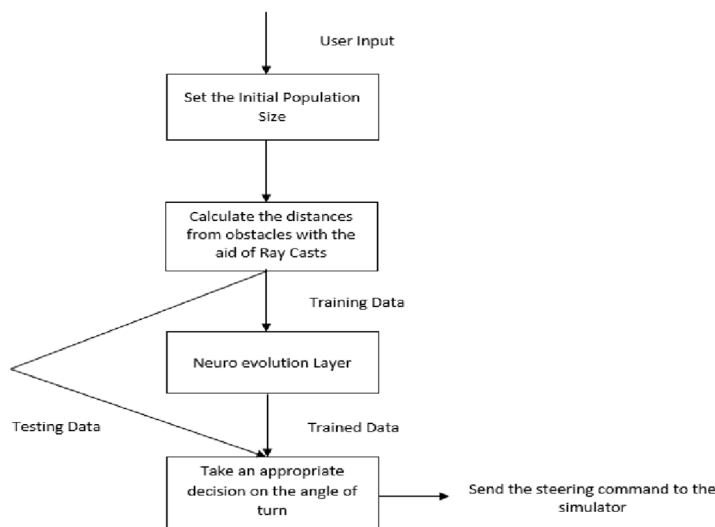 User Input
Set the Initial Population
Size
Calculate the distances
from obstacles with the
aid of Ray Casts
Training Data
Neuro evolution Layer
Testing Data
Trained Data
Take an appropriate
decision on the angle of
turn
Send the steering command to the
simulator